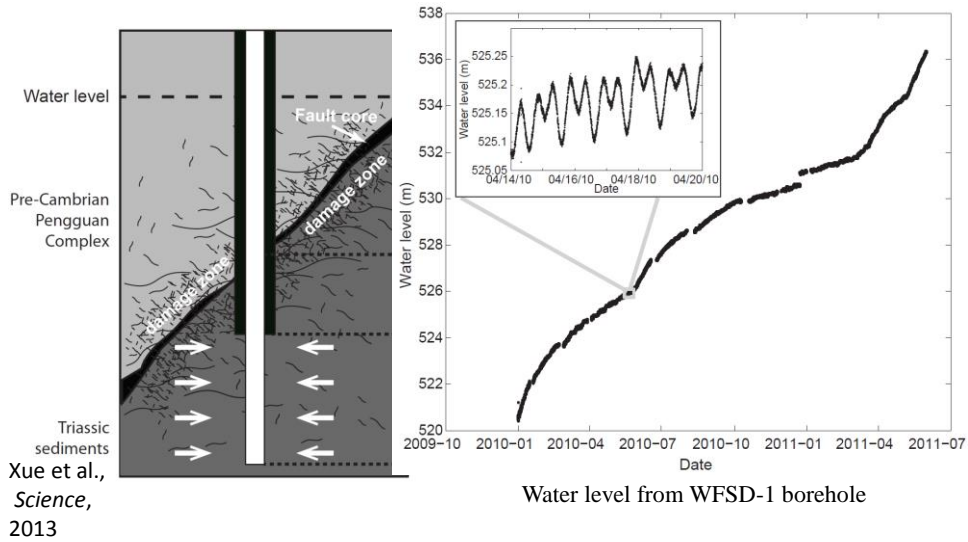 Water level
Fault core
damage zone
Pre-Cambrian
Pengguan
Complex
damage zone
Triassic
sediments
Xue et al.,
Science,
2013
538
536
534
532
530
528
526
524
522
520
Water level (m)
2009-10 2010-01 2010-04 2010-07 2010-10 2011-01 2011-04 2011-07
Date
525.25
525.2
525.15
525.1
525.05
Water level (m)
04/14/10 04/16/10 04/18/10 04/20/10
Date
Water level from WFSD-1 borehole